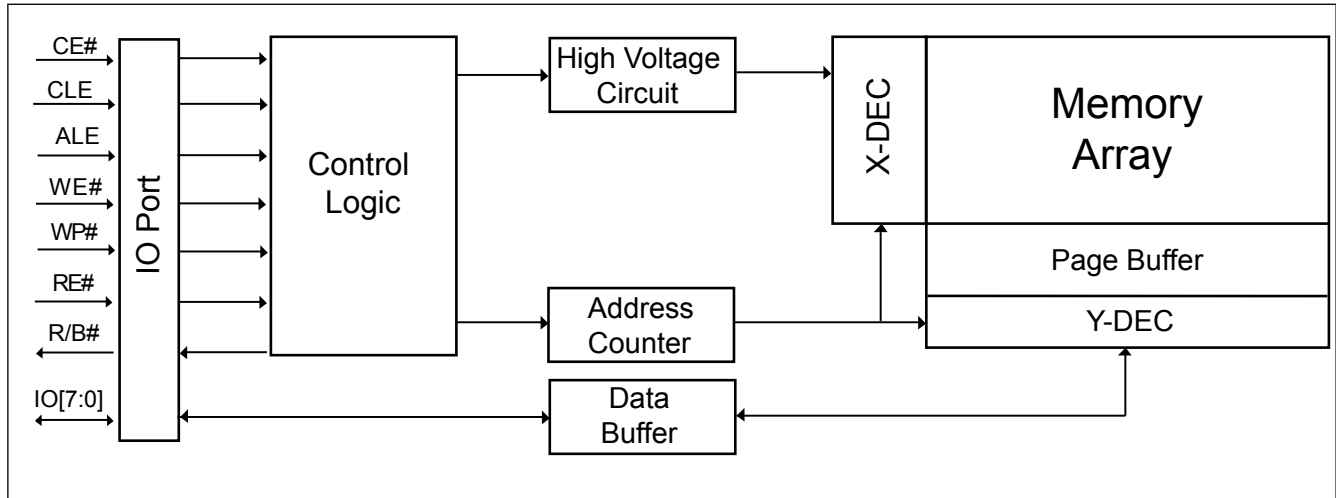 CE#
CLE
ALE
WE#
WP#
RE#
R/B#
IO[7:0]
IO Port
Control
Logic
High Voltage
Circuit
Address
Counter
Data
Buffer
X-DEC
Memory
Array
Page Buffer
Y-DEC